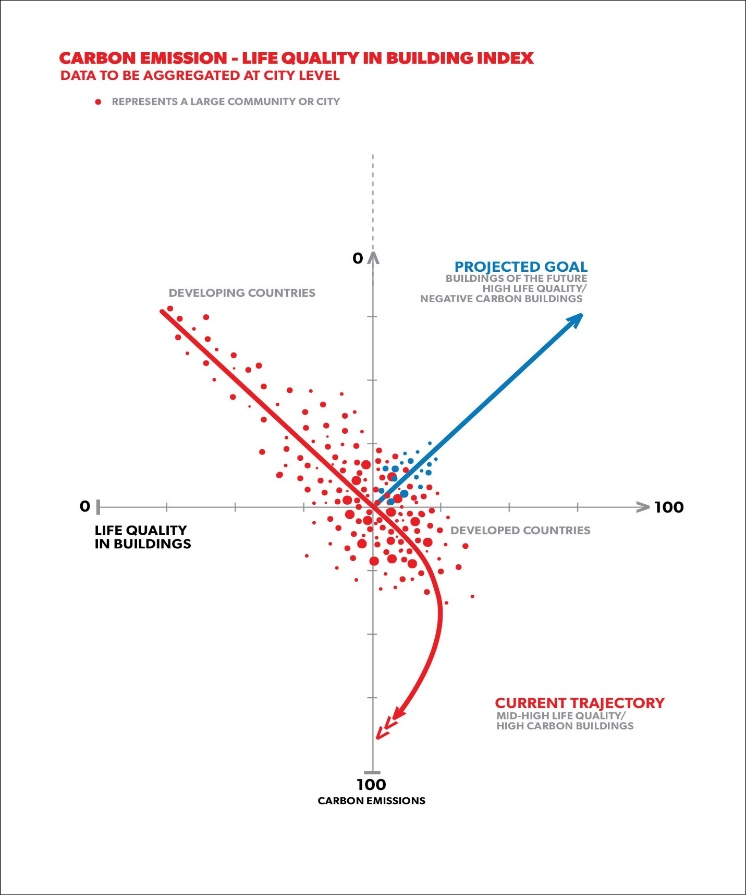 CARBON EMISSION - LIFE QUALITY IN BUILDING INDEX
DATA TO BE AGGREGATED AT CITY LEVEL
REPRESENTS A LARGE COMMUNITY OR CITY
0
PROJECTED GOAL
BUILDINGS OF THE FUTURE
HIGH LIFE QUALITY/
NEGATIVE CARBON BUILDINGS
DEVELOPING COUNTRIES
0
100
LIFE QUALITY
IN BUILDINGS
DEVELOPED COUNTRIES
CURRENT TRAJECTORY
MID-HIGH LIFE QUALITY/
HIGH CARBON BUILDINGS
100
CARBON EMISSIONS